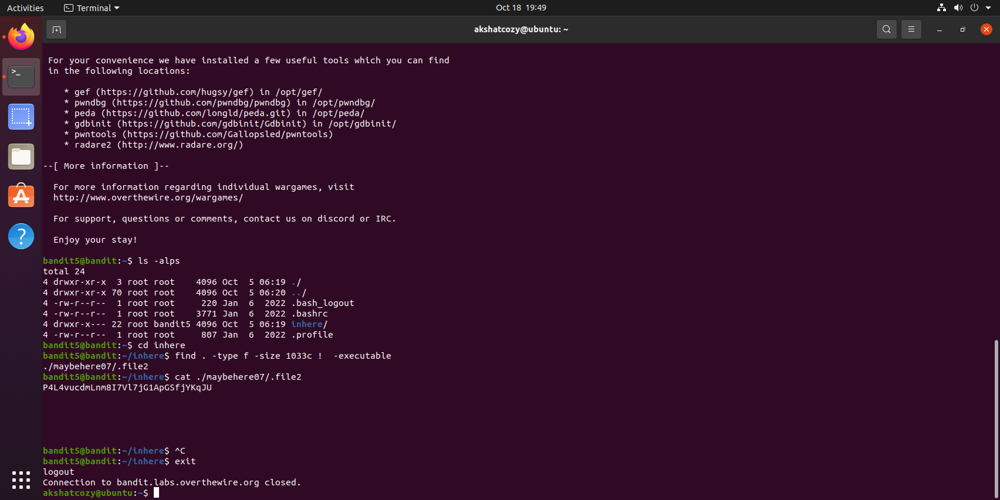 Activities
Terminal
Oct 18 19:49
akshatcozy@ubuntu: ~
For your convenience we have installed a few useful tools which you can find
in the following locations:
* gef (https://github.com/hugsy/gef) in /opt/gef/
* pwndbg (https://github.com/pwndbg/pwndbg) in /opt/pwndbg/
* peda (https://github.com/longld/peda.git) in /opt/peda/
* gdbinit (https://github.com/gdbinit/Gdbinit) in /opt/gdbinit/
* pwntools (https://github.com/Gallopsled/pwntools)
* radare2 (http://www.radare.org/)
--[ More information ]--
For more information regarding individual wargames, visit
http://www.overthewire.org/wargames/
For support, questions or comments, contact us on discord or IRC.
Enjoy your stay!
bandit5@bandit:~$ ls -alps
total 24
4 drwxr-xr-x  3 root root    4096 Oct  5 06:19 ./
4 drwxr-xr-x 70 root root    4096 Oct  5 06:20 ../
4 -rw-r--r--  1 root root     220 Jan  6  2022 .bash_logout
4 -rw-r--r--  1 root root    3771 Jan  6  2022 .bashrc
4 drwxr-x--- 22 root bandit5 4096 Oct  5 06:19 inhere/
4 -rw-r--r--  1 root root     807 Jan  6  2022 .profile
bandit5@bandit:~$ cd inhere
bandit5@bandit:~/inhere$ find . -type f -size 1033c !  -executable
./maybehere07/.file2
bandit5@bandit:~/inhere$ cat ./maybehere07/.file2
P4L4vucdmLnm8I7Vl7jG1ApGSfjYKqJU
bandit5@bandit:~/inhere$ ^C
bandit5@bandit:~/inhere$ exit
logout
Connection to bandit.labs.overthewire.org closed.
akshatcozy@ubuntu:~$